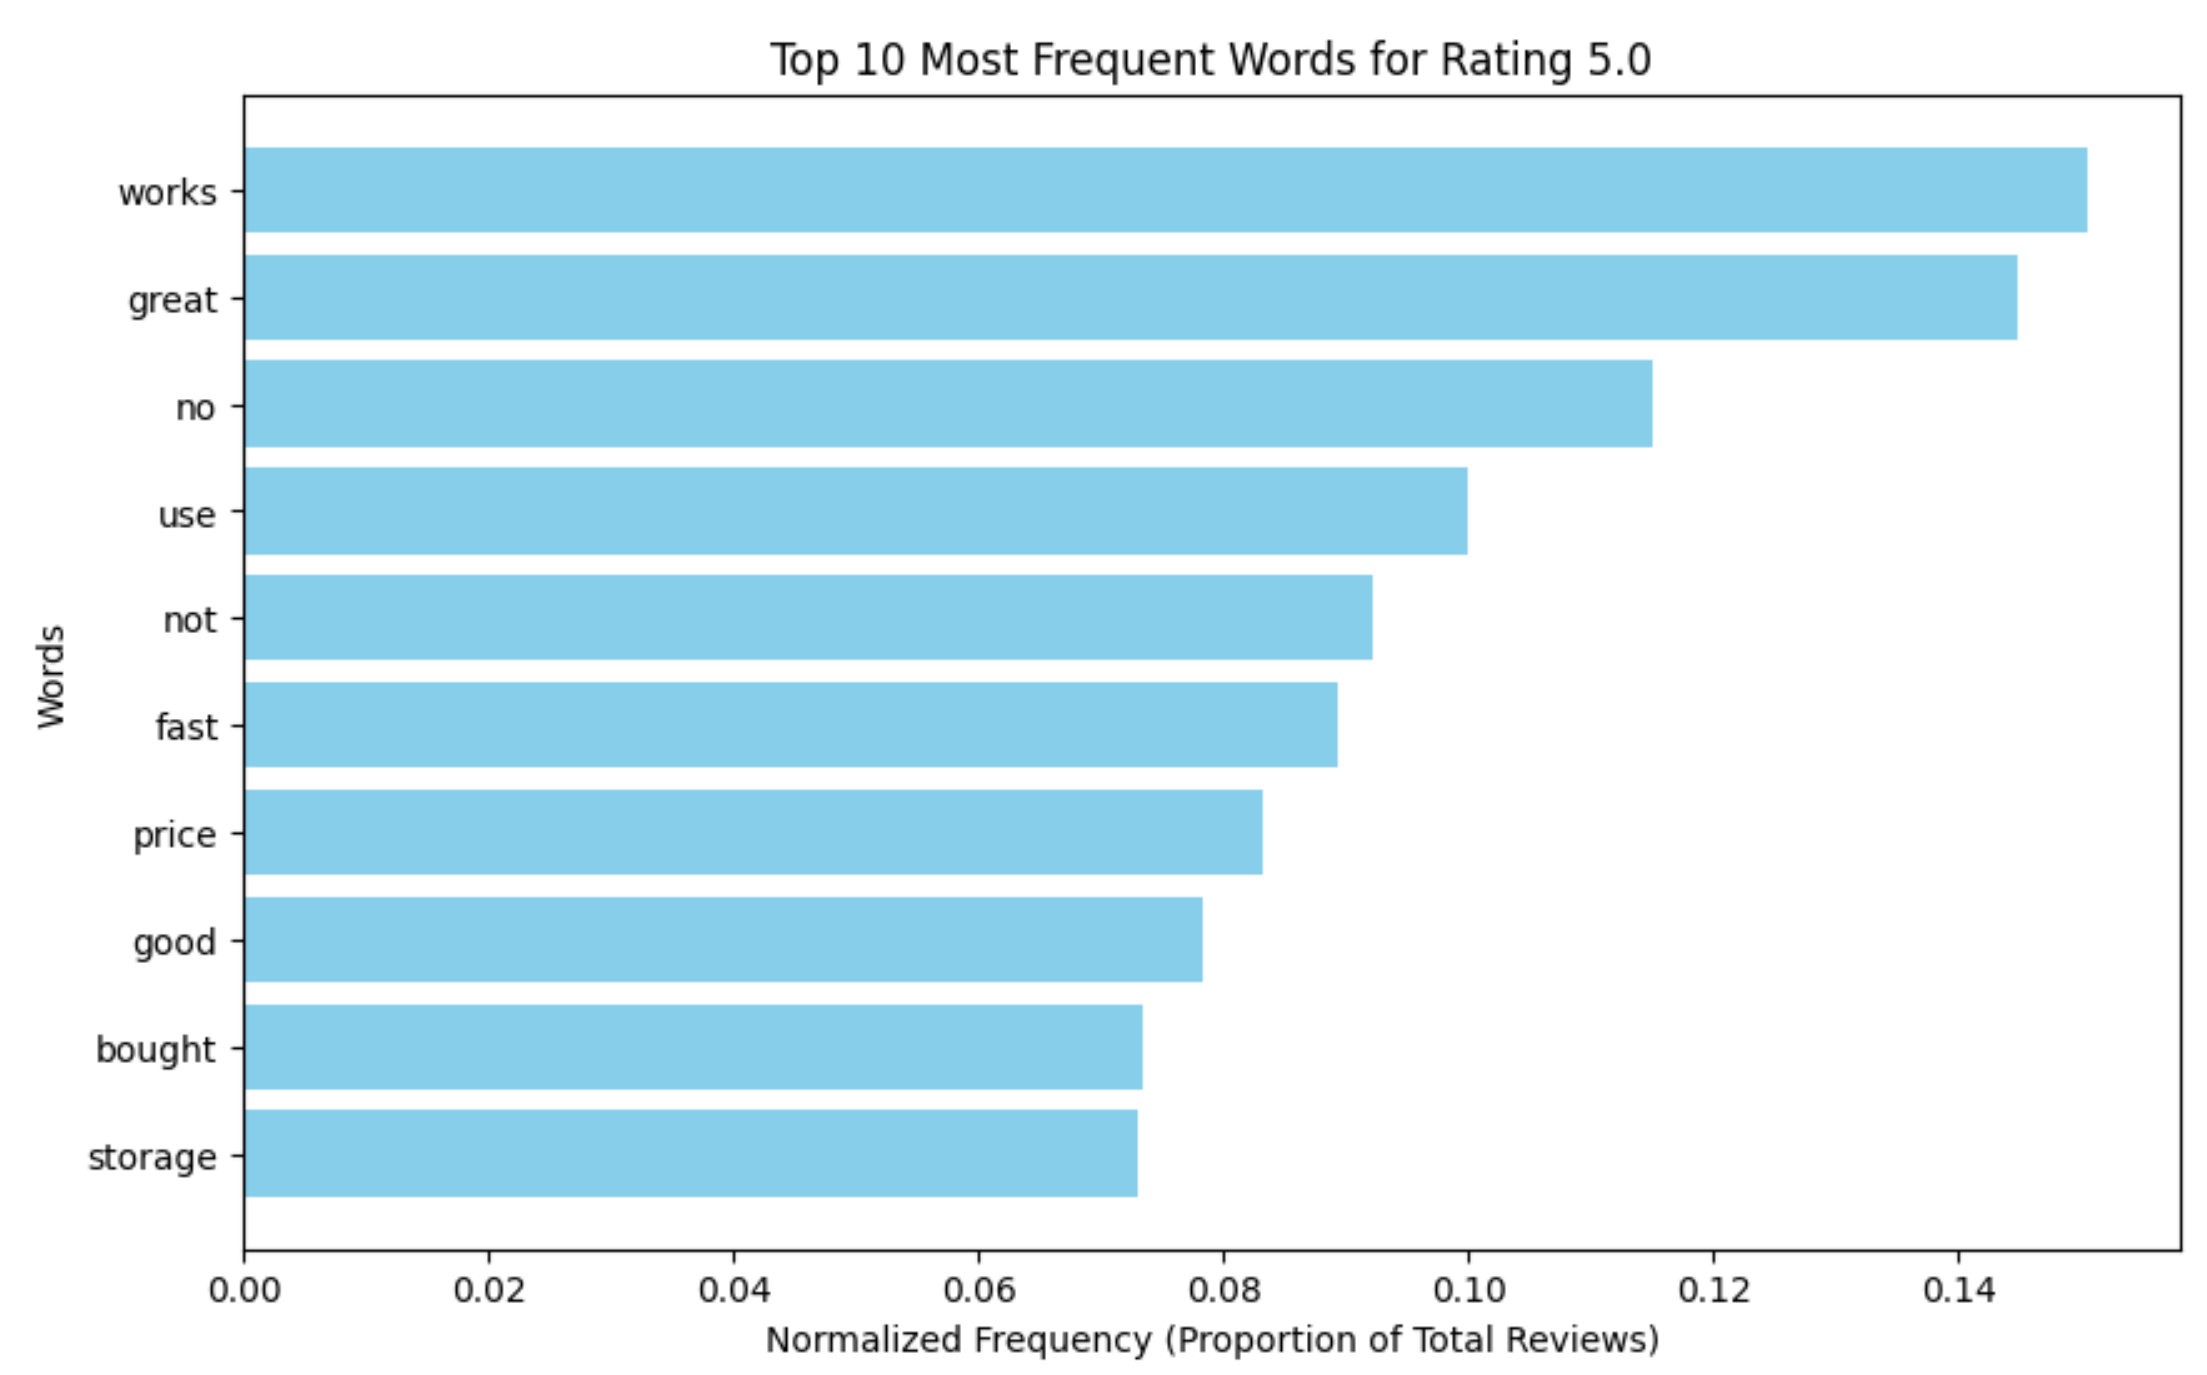 Top 10 Most Frequent Words for Rating 5.0
Words
works
great
no
use
not
fast
price
good
bought
storage
0.00 0.02 0.04 0.06 0.08 0.10 0.12 0.14
Normalized Frequency (Proportion of Total Reviews)